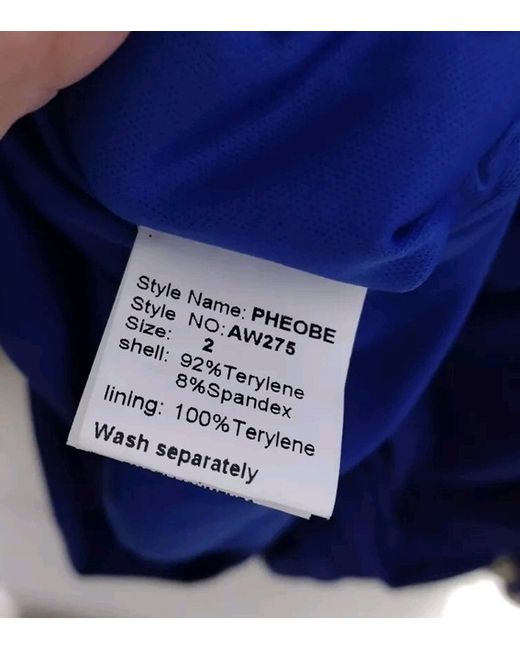 Style Name: PHEOBE
Style NO: AW275
Size: 2
shell: 92%Terylene
8%Spandex
lining: 100%Terylene
Wash separately